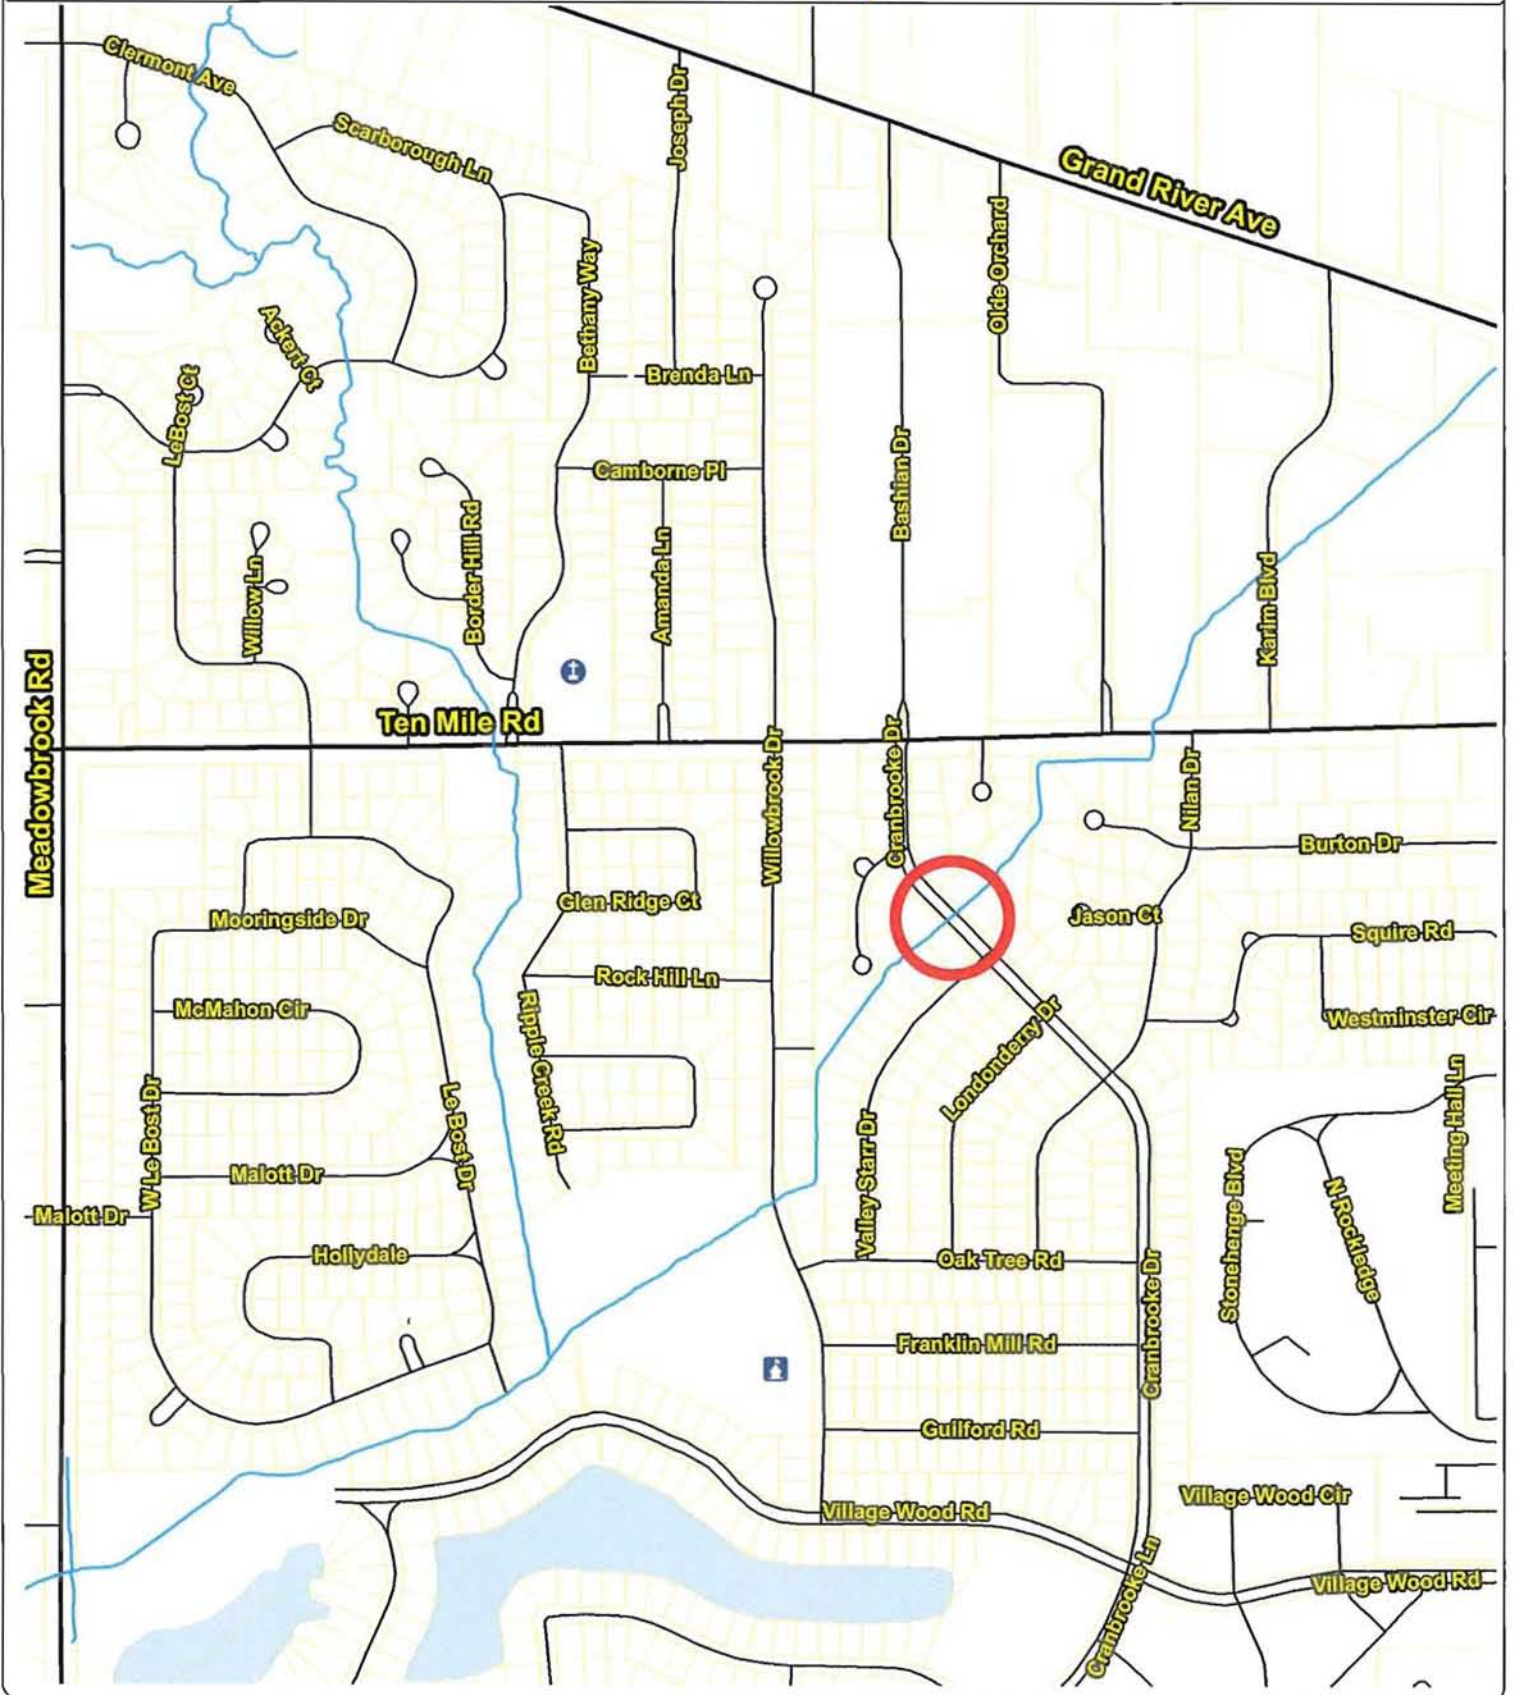 Clermont Ave
Scarborough Ln
Joseph Dr
Grand River Ave
Olde Orchard
Bethany Way
Ackert Ct
LeBost Ct
Brenda Ln
Camborne Pl
Bashian Dr
Border Hill Rd
Amanda Ln
Willow Ln
Karim Blvd
Meadowbrook Rd
Ten Mile Rd
Willowbrook Dr
Cranbrooke Dr
Nilan Dr
Burton Dr
Glen Ridge Ct
Mooringside Dr
Jason Ct
Squire Rd
Rock Hill Ln
McMahon Cir
Westminster Cir
Ripple Creek Rd
Londonderry Dr
W Le Bost Dr
Le Bost Dr
Valley Starr Dr
Meeting Hall Ln
Malott Dr
Malott Dr
Stonehenge Blvd
N Rockledge
Hollydale
Oak Tree Rd
Cranbrooke Dr
Franklin Mill Rd
Guilford Rd
Village Wood Rd
Village Wood Cir
Cranbrooke Ln
Village Wood Rd